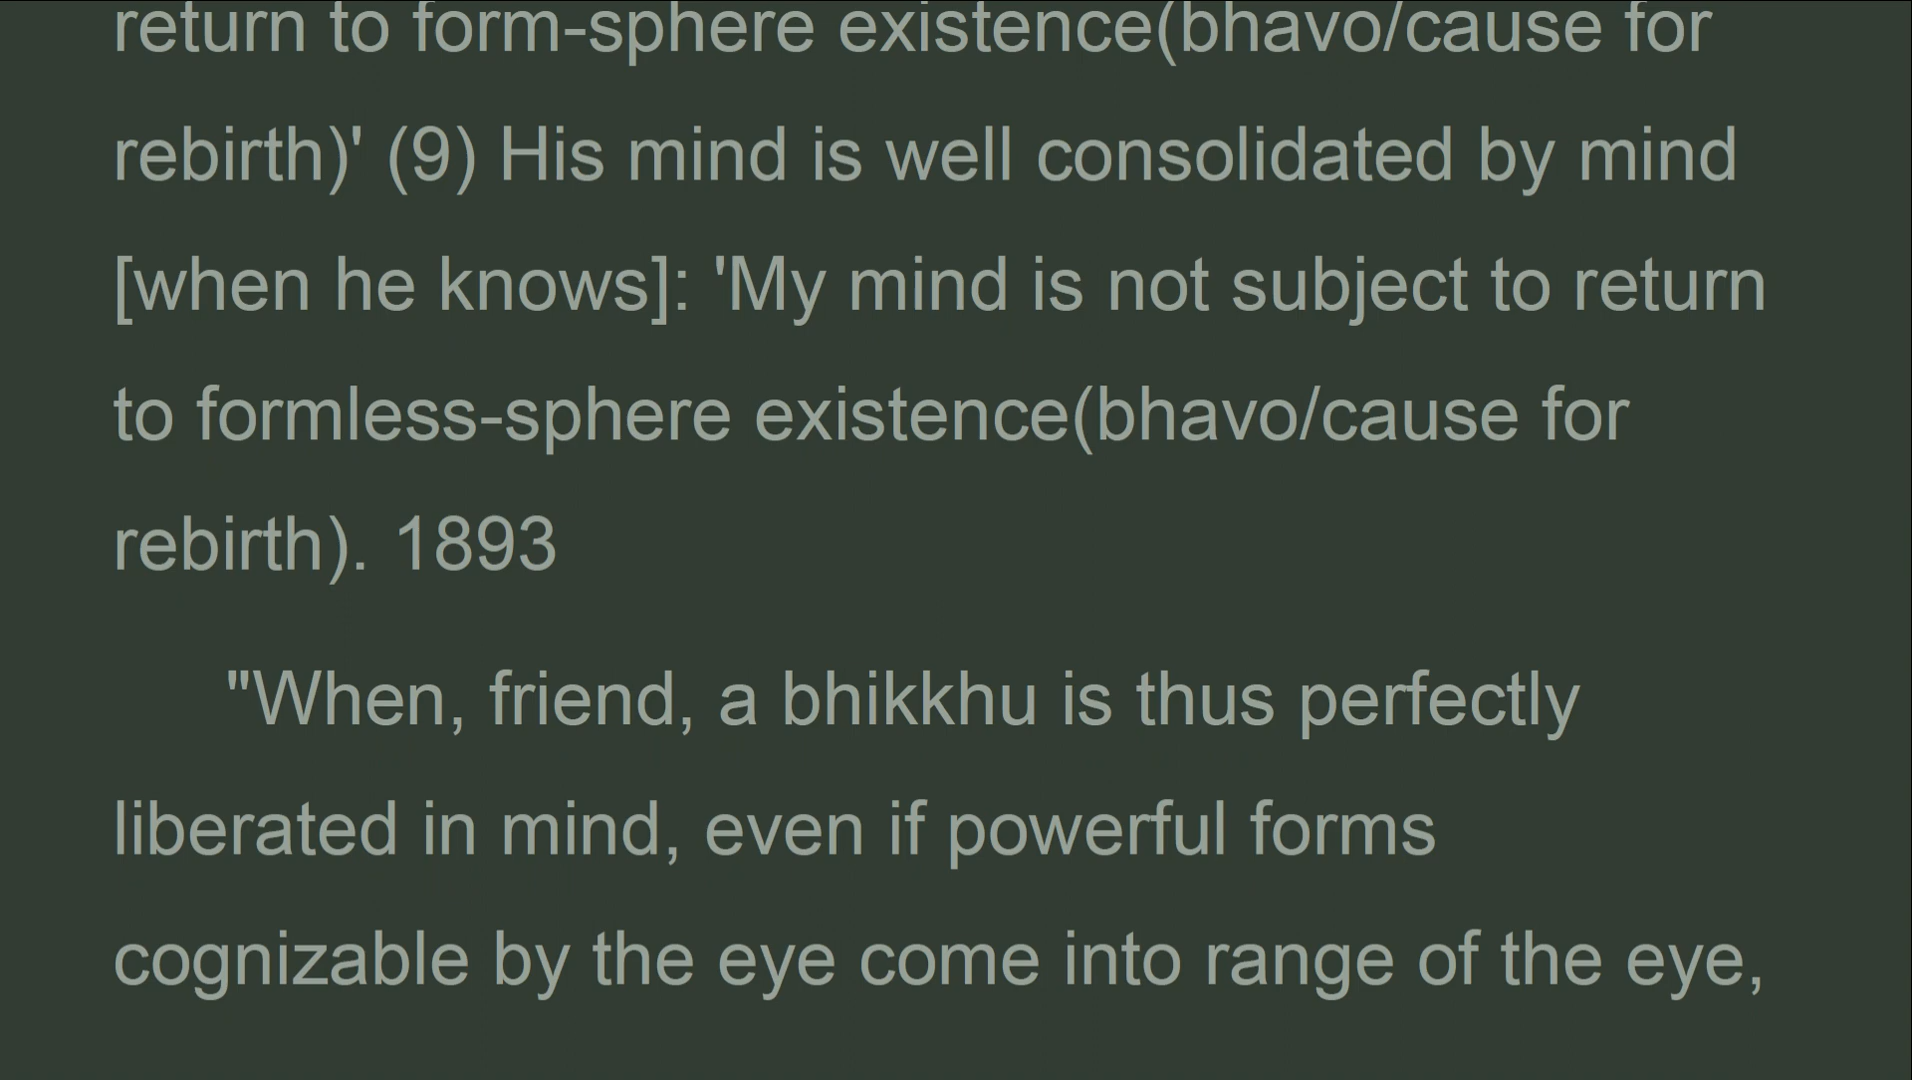 return to form-sphere existence(bhavo/cause for
rebirth)' (9) His mind is well consolidated by mind
[when he knows]: 'My mind is not subject to return
to formless-sphere existence(bhavo/cause for
rebirth). 1893
"When, friend, a bhikkhu is thus perfectly
liberated in mind, even if powerful forms
cognizable by the eye come into range of the eye,